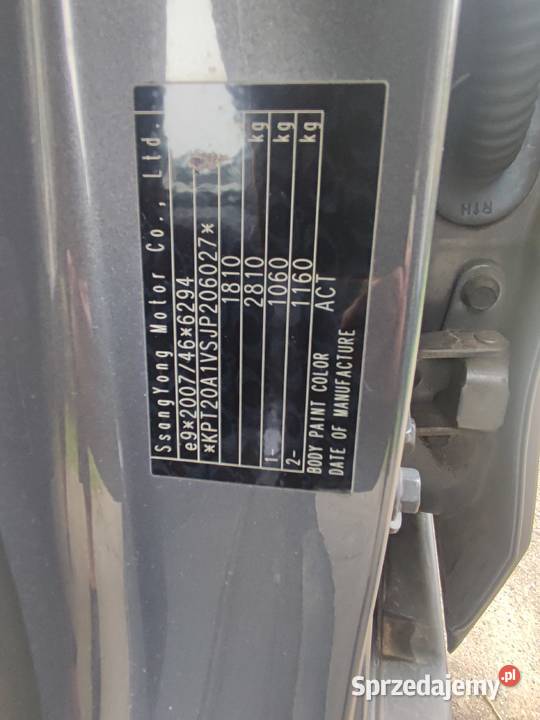 SsangYong Motor Co., Ltd.
e9*2007/46*6294
*KPT20A1VSJP206027*
1810 kg
2810 kg
1- 1060 kg
2- 1160 kg
BODY PAINT COLOR ACT
DATE OF MANUFACTURE
R↑H
Sprzedajemy.pl